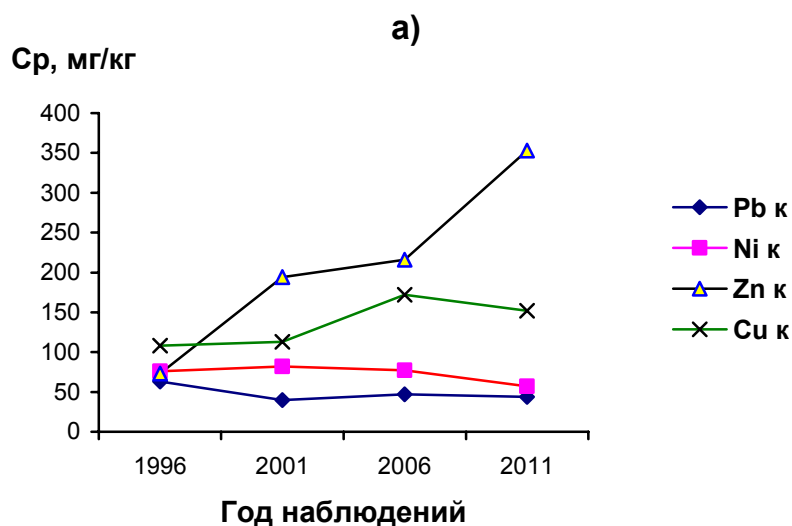 а)
Ср, мг/кг
400
350
300
250
200
150
100
50
0
1996 2001 2006 2011
Год наблюдений
Pb к
Ni к
Zn к
Cu к